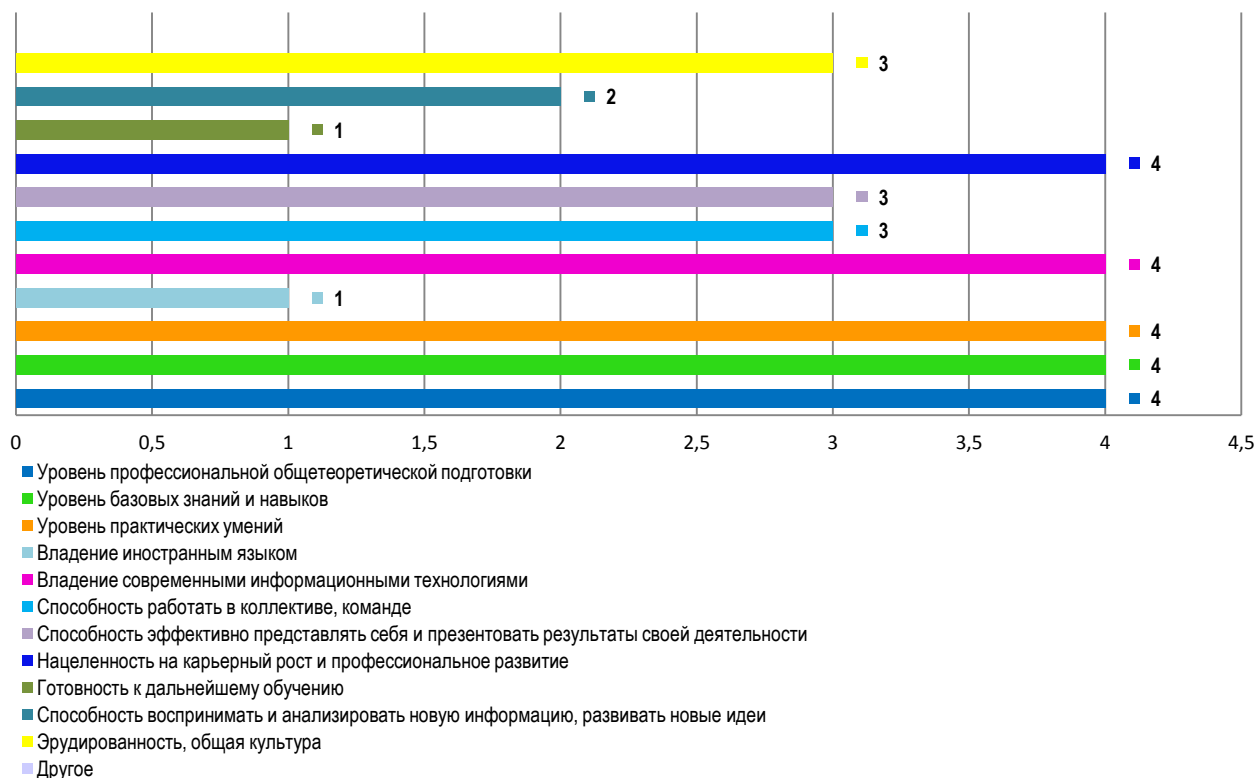 3
2
1
4
3
3
4
1
4
4
4
0 0,5 1 1,5 2 2,5 3 3,5 4 4,5
Уровень профессиональной общетеоретической подготовки
Уровень базовых знаний и навыков
Уровень практических умений
Владение иностранным языком
Владение современными информационными технологиями
Способность работать в коллективе, команде
Способность эффективно представлять себя и презентовать результаты своей деятельности
Нацеленность на карьерный рост и профессиональное развитие
Готовность к дальнейшему обучению
Способность воспринимать и анализировать новую информацию, развивать новые идеи
Эрудированность, общая культура
Другое